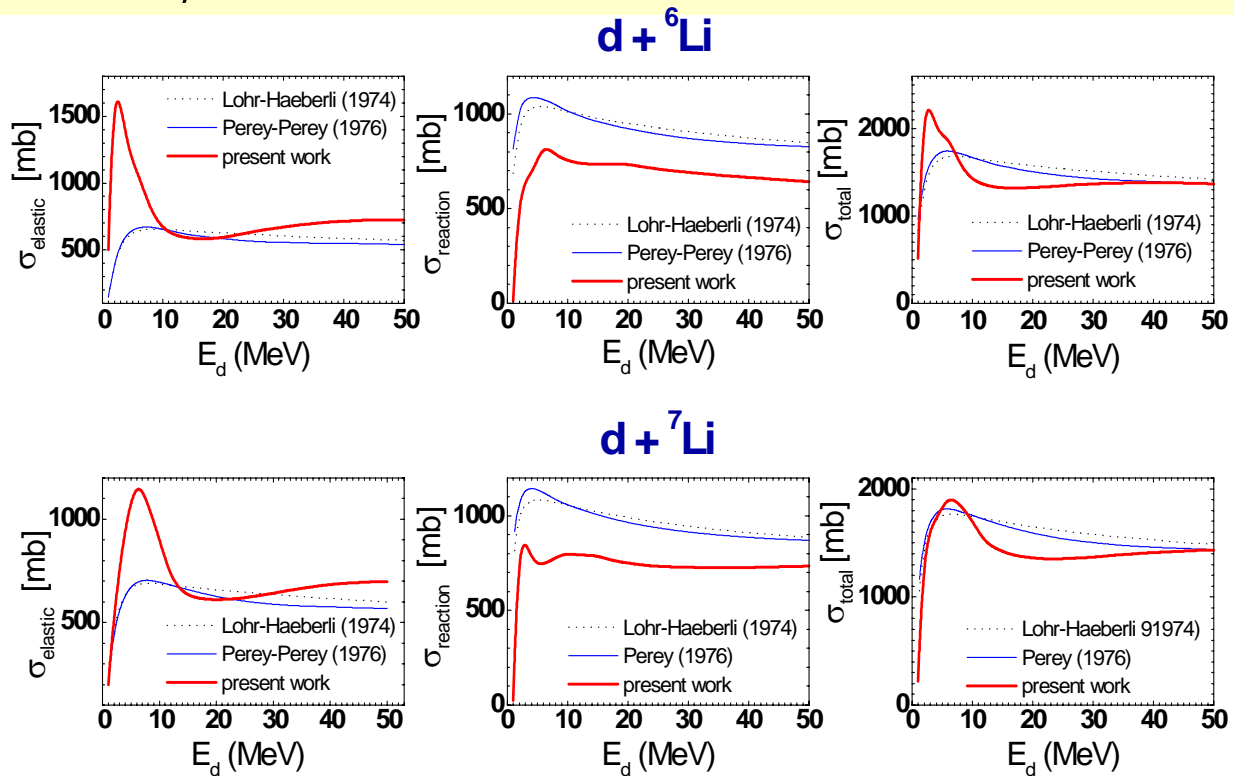 d + ⁶Li
σelastic [mb]
1500
1000
500
0 10 20 30 40 50
E_d (MeV)
Lohr-Haeberli (1974)
Perey-Perey (1976)
present work
σreaction [mb]
1000
500
0
0 10 20 30 40 50
E_d (MeV)
Lohr-Haeberli (1974)
Perey-Perey (1976)
present work
σtotal [mb]
2000
1000
0
0 10 20 30 40 50
E_d (MeV)
Lohr-Haeberli (1974)
Perey-Perey (1976)
present work
d + ⁷Li
σelastic [mb]
1000
500
0 10 20 30 40 50
E_d (MeV)
Lohr-Haeberli (1974)
Perey-Perey (1976)
present work
σreaction [mb]
1000
500
0
0 10 20 30 40 50
E_d (MeV)
Lohr-Haeberli (1974)
Perey (1976)
present work
σtotal [mb]
2000
1000
0
0 10 20 30 40 50
E_d (MeV)
Lohr-Haeberli 91974)
Perey (1976)
present work